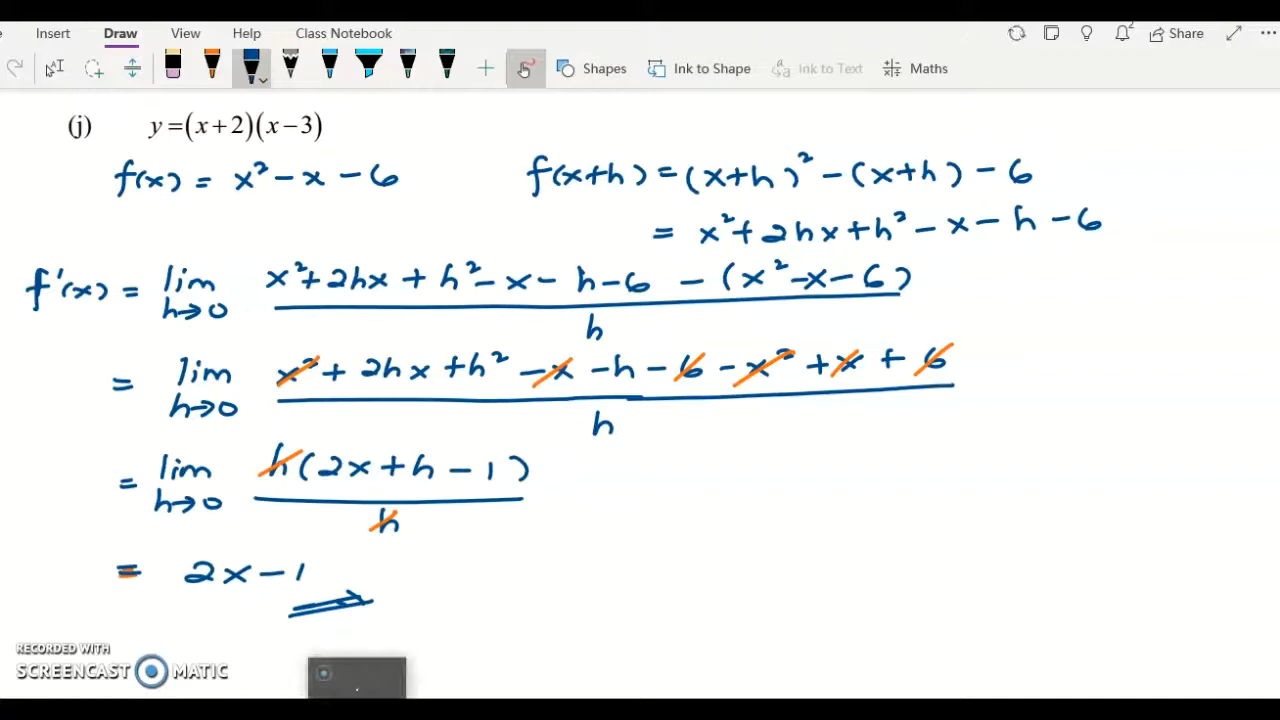 Insert Draw View Help Class Notebook 2 Share
Shapes Ink to Shape Ink to Text Maths
(j) y=(x+2)(x−3)
f(x) = x² − x − 6
f(x+h) = (x+h)² − (x+h) − 6
= x² + 2hx + h² − x − h − 6
f'(x) = lim h→0 x² + 2hx + h² − x − h − 6 − (x² − x − 6) / h
= lim h→0 x² + 2hx + h² − x − h − 6 − x² + x + 6 / h
= lim h→0 h(2x + h − 1) / h
= 2x − 1
RECORDED WITH
SCREENCAST MATIC